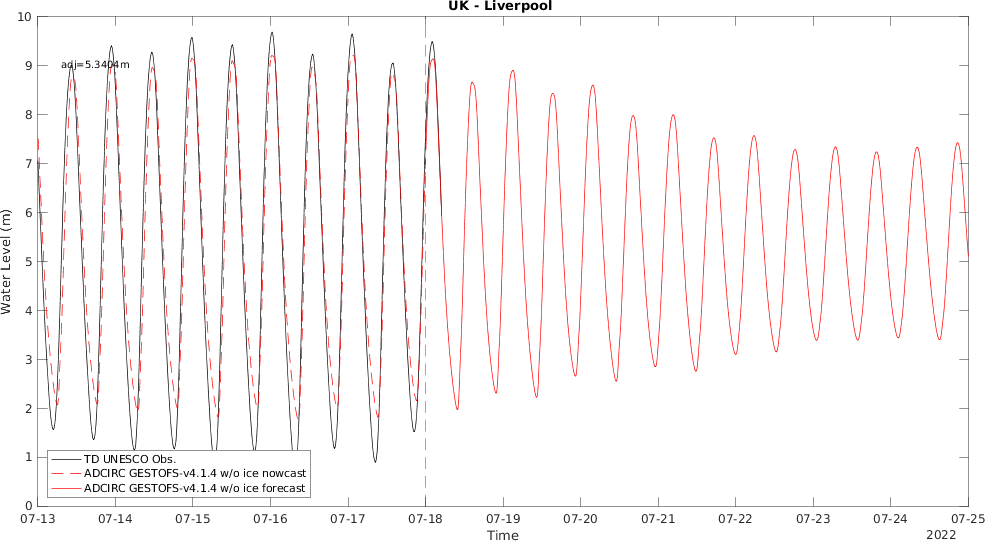 UK - Liverpool
10
9
8
7
6
5
4
3
2
1
0
Water Level (m)
adj=5.3404m
TD UNESCO Obs.
ADCIRC GESTOFS-v4.1.4 w/o ice nowcast
ADCIRC GESTOFS-v4.1.4 w/o ice forecast
07-13 07-14 07-15 07-16 07-17 07-18 07-19 07-20 07-21 07-22 07-23 07-24 07-25
Time
2022